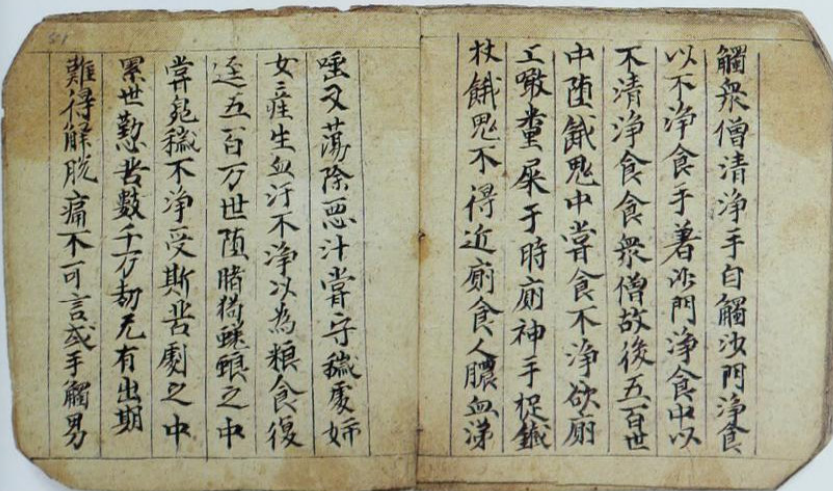 觸衆僧清淨手自觸沙門淨食
以不淨食手著沙門淨食中以
不清淨食食衆僧故後五百世
中堕餓鬼中常食不淨欲廁
上噉糞屎于時廁神手捉鐵
杖餓鬼不得近廁食人膿血涕
唾又蕩除惡汁常守穢處婦
女産生血汙不淨以為粮食復
逕五百万世堕猪猗蜣蜋之中
常皃穢不淨受斯苦劇之中
累世懃苦數千万劫无有出期
難得解脱痛不可言或手觸男